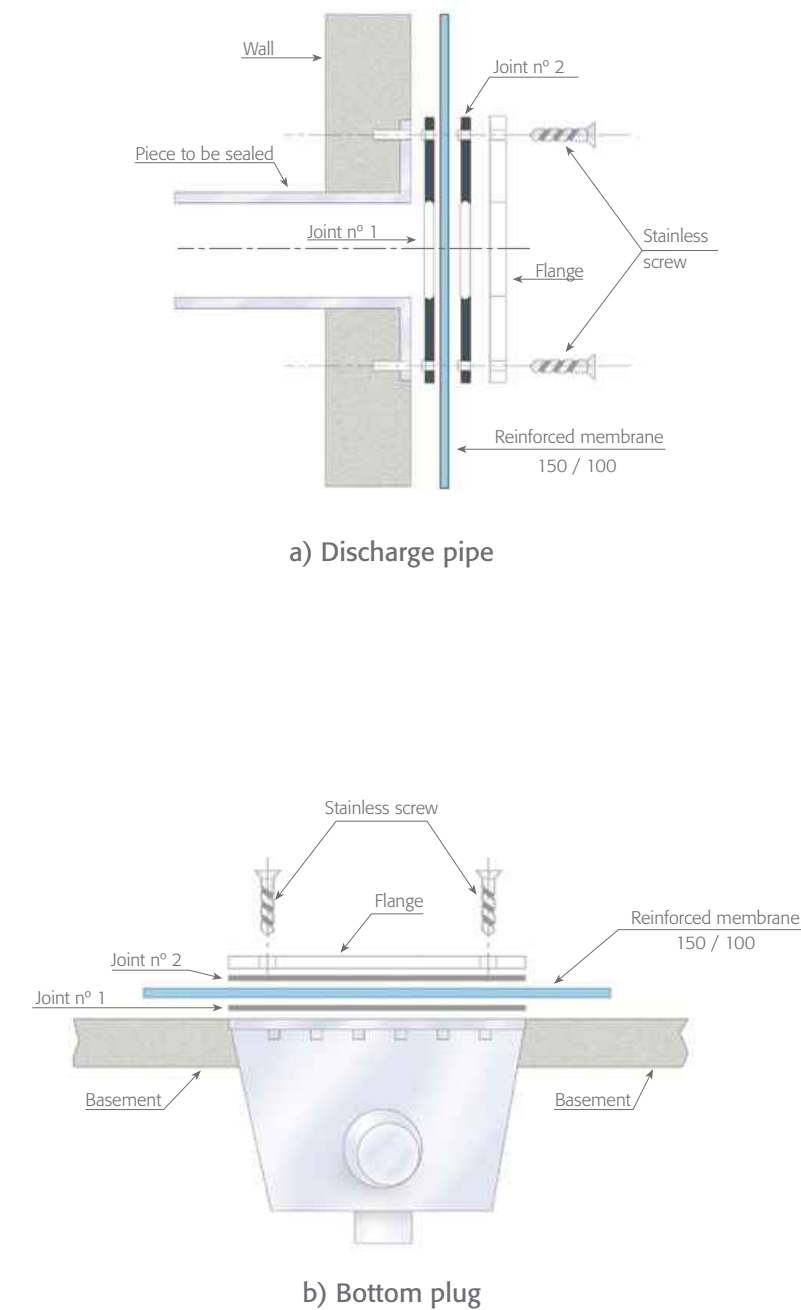 Wall
Joint nº 2
Piece to be sealed
Joint nº 1
Stainless
screw
Flange
Reinforced membrane
150 / 100
a) Discharge pipe
Stainless screw
Flange
Reinforced membrane
150 / 100
Joint nº 2
Joint nº 1
Basement
Basement
b) Bottom plug